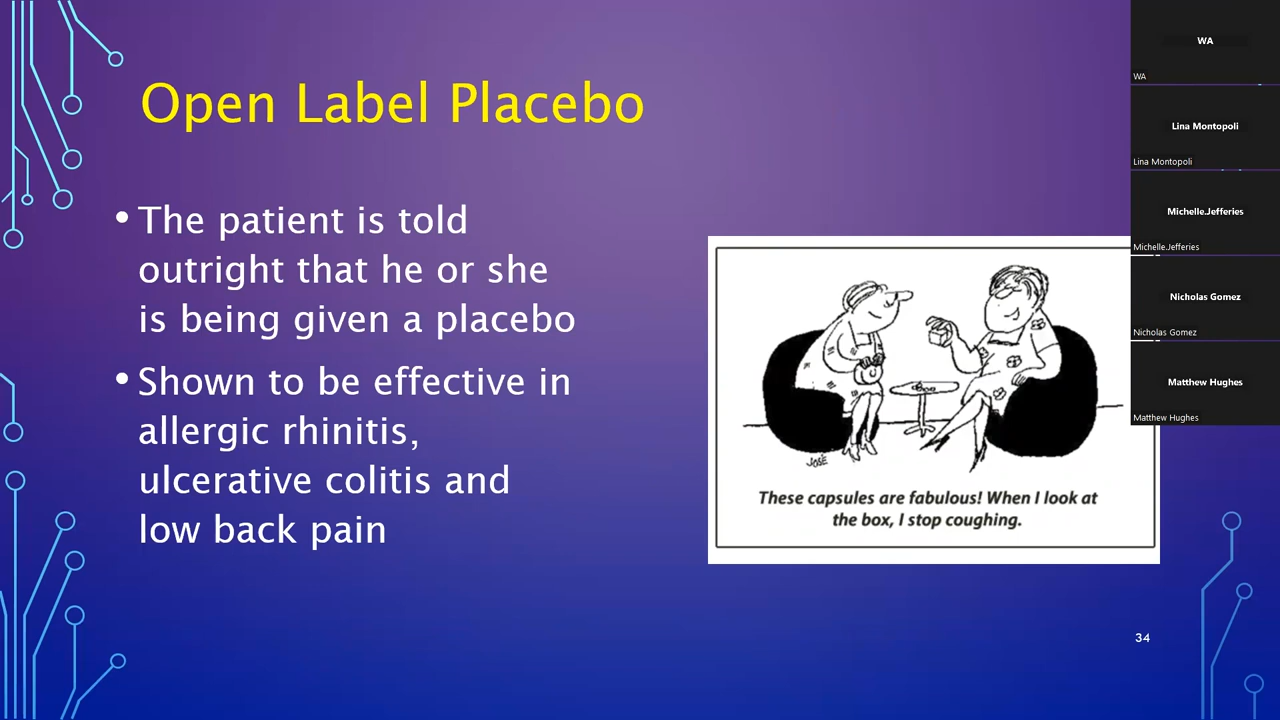 Open Label Placebo
• The patient is told
outright that he or she
is being given a placebo
• Shown to be effective in
allergic rhinitis,
ulcerative colitis and
low back pain
JOSÉ
These capsules are fabulous! When I look at
the box, I stop coughing.
34
WA
WA
Lina Montopoli
Lina Montopoli
Michelle.Jefferies
Michelle.Jefferies
Nicholas Gomez
Nicholas Gomez
Matthew Hughes
Matthew Hughes